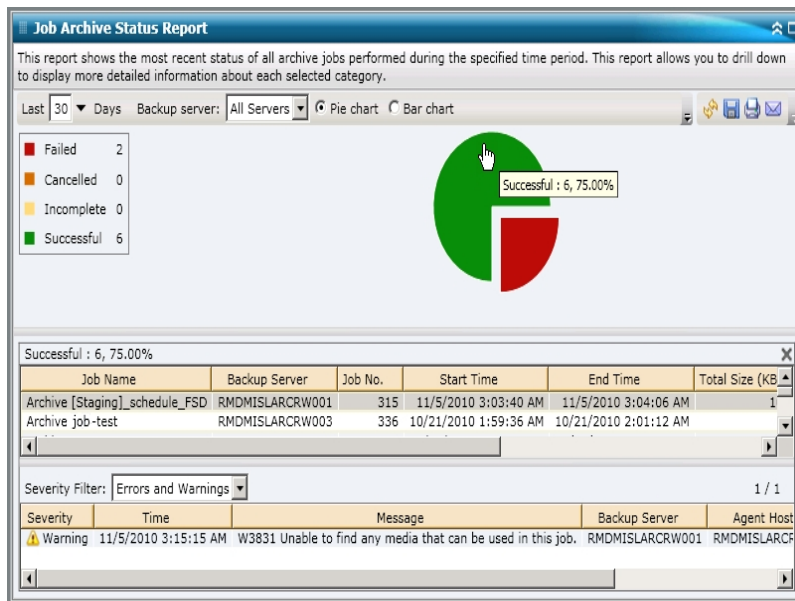 Job Archive Status Report
This report shows the most recent status of all archive jobs performed during the specified time period. This report allows you to drill down
to display more detailed information about each selected category.
Last 30 Days Backup server: All Servers Pie chart Bar chart
Failed 2
Cancelled 0
Incomplete 0
Successful 6
Successful : 6, 75.00%
Successful : 6, 75.00%
Job Name Backup Server Job No. Start Time End Time Total Size (KB
Archive [Staging]_schedule_FSD RMDMISLARCRW001 315 11/5/2010 3:03:40 AM 11/5/2010 3:04:06 AM 1
Archive job-test RMDMISLARCRW003 336 10/21/2010 1:59:36 AM 10/21/2010 2:01:12 AM
Severity Filter: Errors and Warnings 1 / 1
Severity Time Message Backup Server Agent Host
Warning 11/5/2010 3:15:15 AM W3831 Unable to find any media that can be used in this job. RMDMISLARCRW001 RMDMISLARCR